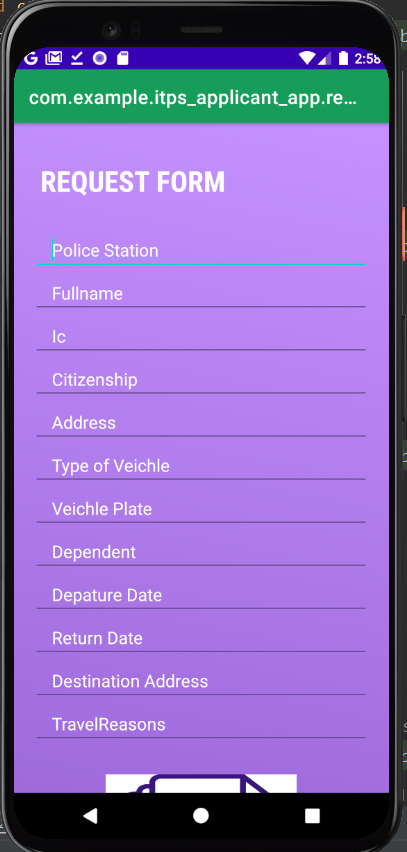 2:58
com.example.itps_applicant_app.re...
REQUEST FORM
Police Station
Fullname
Ic
Citizenship
Address
Type of Veichle
Veichle Plate
Dependent
Depature Date
Return Date
Destination Address
TravelReasons